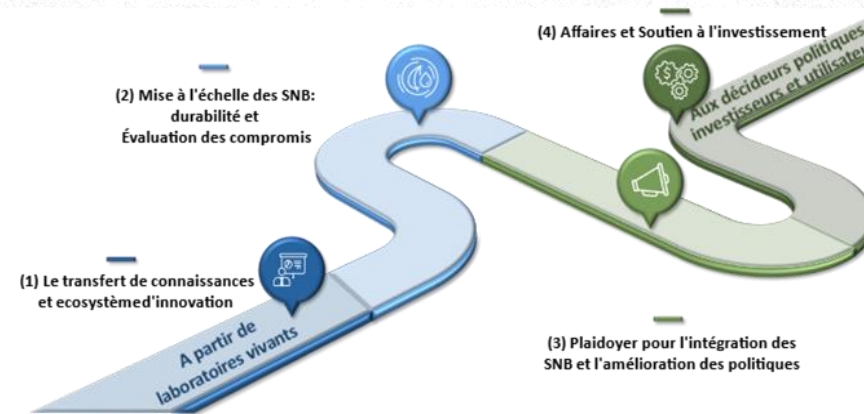 (4) Affaires et Soutien à l'investissement
Aux décideurs politiques
investisseurs et
(2) Mise à l'échelle des SNB:
durabilité et
Évaluation des compromis
(1) Le transfert de connaissances
et ecosystèmed'innovation
A partir de
laboratoires vivants
(3) Plaidoyer pour l'intégration des
SNB et l'amélioration des politiques